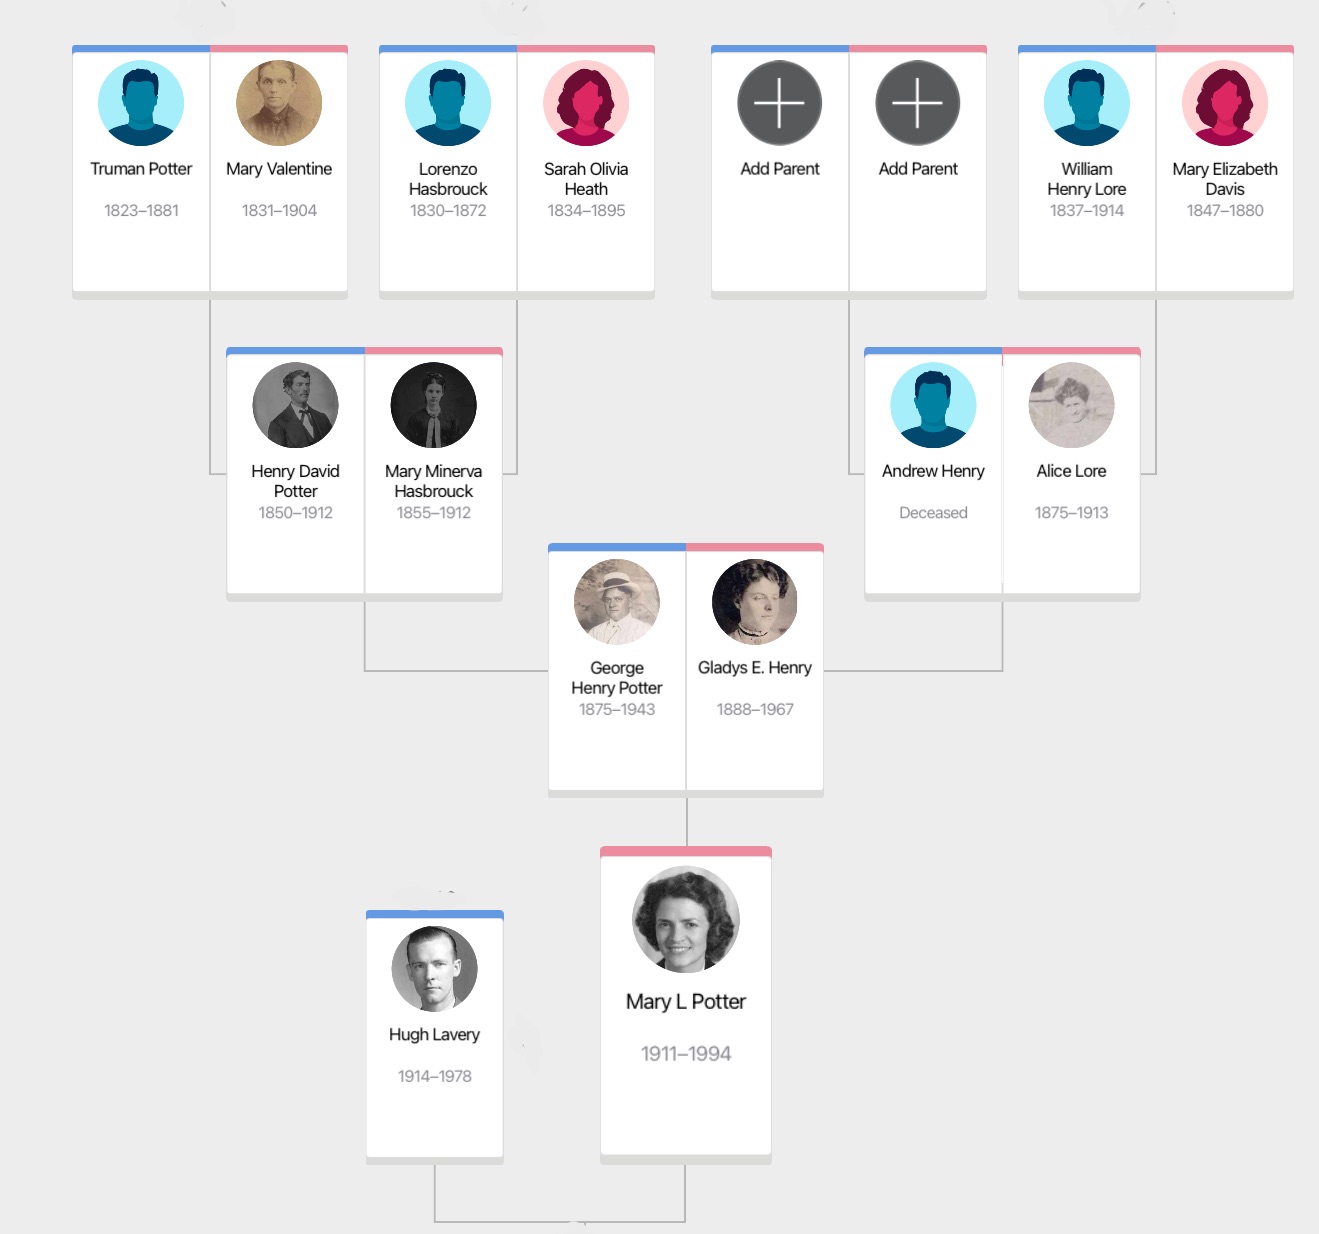 Truman Potter
1823–1881
Mary Valentine
1831–1904
Lorenzo
Hasbrouck
1830–1872
Sarah Olivia
Heath
1834–1895
Add Parent
Add Parent
William
Henry Lore
1837–1914
Mary Elizabeth
Davis
1847–1880
Henry David
Potter
1850–1912
Mary Minerva
Hasbrouck
1855–1912
Andrew Henry
Deceased
Alice Lore
1875–1913
George
Henry Potter
1875–1943
Gladys E. Henry
1888–1967
Hugh Lavery
1914–1978
Mary L Potter
1911–1994